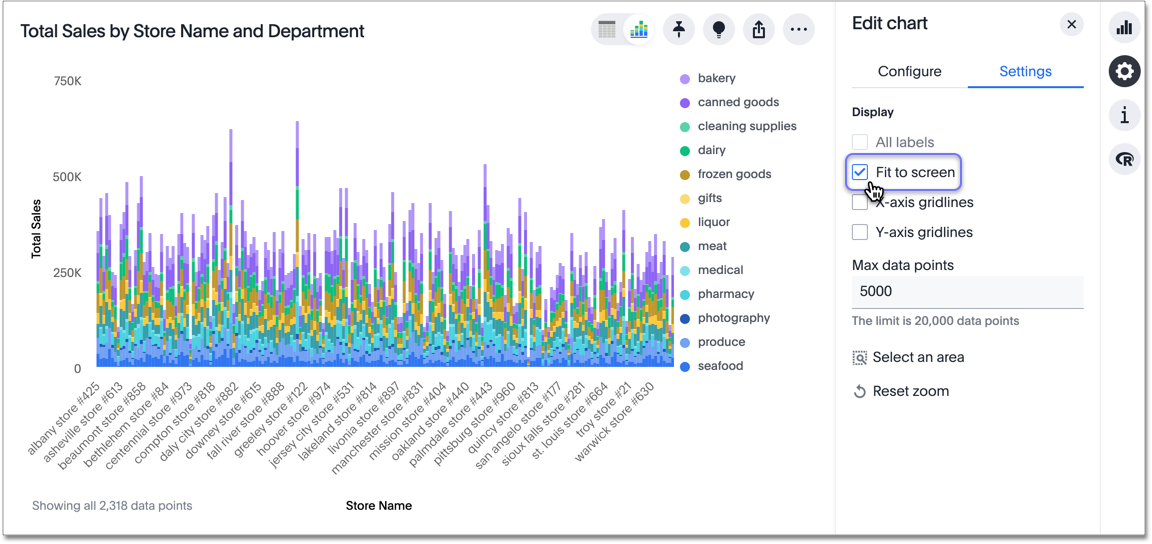 Total Sales by Store Name and Department
750K
500K
250K
0
Total Sales
albany store #425
asheville store #613
beaumont store #858
bethlehem store #84
centennial store #973
compton store #818
daly city store #882
downey store #615
fall river store #888
greeley store #122
hoover store #974
jersey city store #531
lakeland store #814
livonia store #897
manchester store #831
mission store #404
oakland store #440
palmdale store #443
pittsburg store #960
quincy store #813
san angelo store #177
sioux falls store #281
st. louis store #664
troy store #21
warwick store #630
Showing all 2,318 data points
Store Name
bakery
canned goods
cleaning supplies
dairy
frozen goods
gifts
liquor
meat
medical
pharmacy
photography
produce
seafood
Edit chart
Configure
Settings
Display
All labels
Fit to screen
X-axis gridlines
Y-axis gridlines
Max data points
5000
The limit is 20,000 data points
Select an area
Reset zoom
i
R